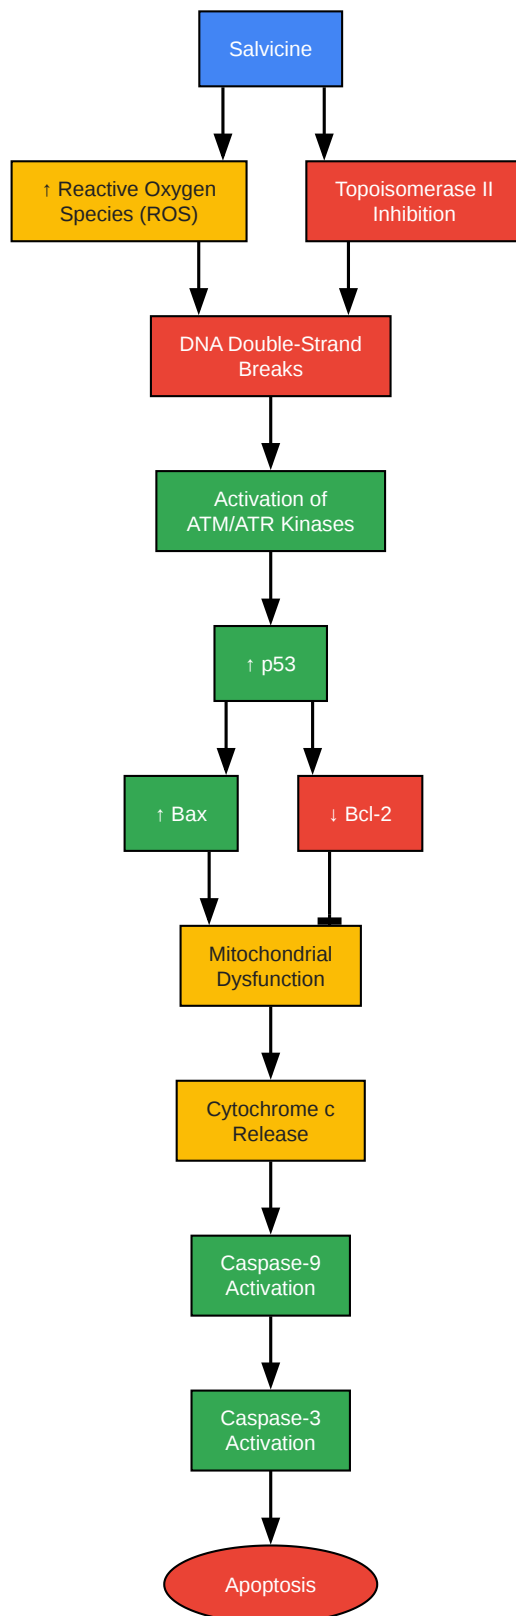 Salvicine
↑ Reactive Oxygen
Species (ROS)
Topoisomerase II
Inhibition
DNA Double-Strand
Breaks
Activation of
ATM/ATR Kinases
↑ p53
↑ Bax
↓ Bcl-2
Mitochondrial
Dysfunction
Cytochrome c
Release
Caspase-9
Activation
Caspase-3
Activation
Apoptosis